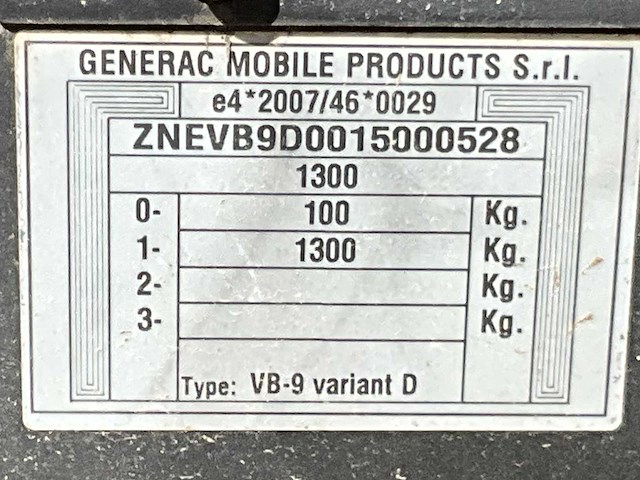 GENERAC MOBILE PRODUCTS S.r.l.
e4*2007/46*0029
ZNEVB9D0015000528
1300
0- 100 Kg.
1- 1300 Kg.
2- Kg.
3- Kg.
Type: VB-9 variant D